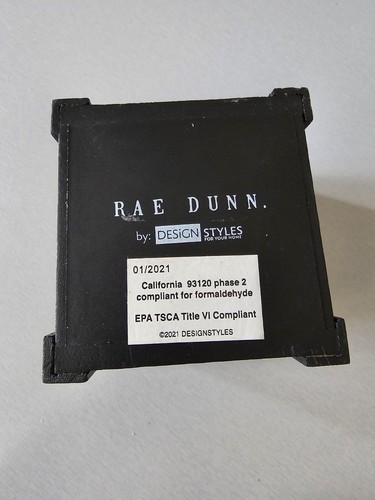 RAE DUNN.
by: DESiGN STYLES
FOR YOUR HOME
01/2021
California 93120 phase 2
compliant for formaldehyde
EPA TSCA Title VI Compliant
©2021 DESIGNSTYLES